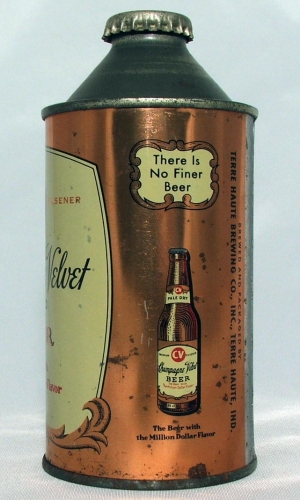 There Is
No Finer
Beer
LSENER
Velvet
R
PALE DRY
CV
Champagne Velvet
BEER
The Beer with
the Million Dollar Flavor
BREWED AND PACKAGED BY
TERRE HAUTE BREWING CO., INC., TERRE HAUTE, IND.